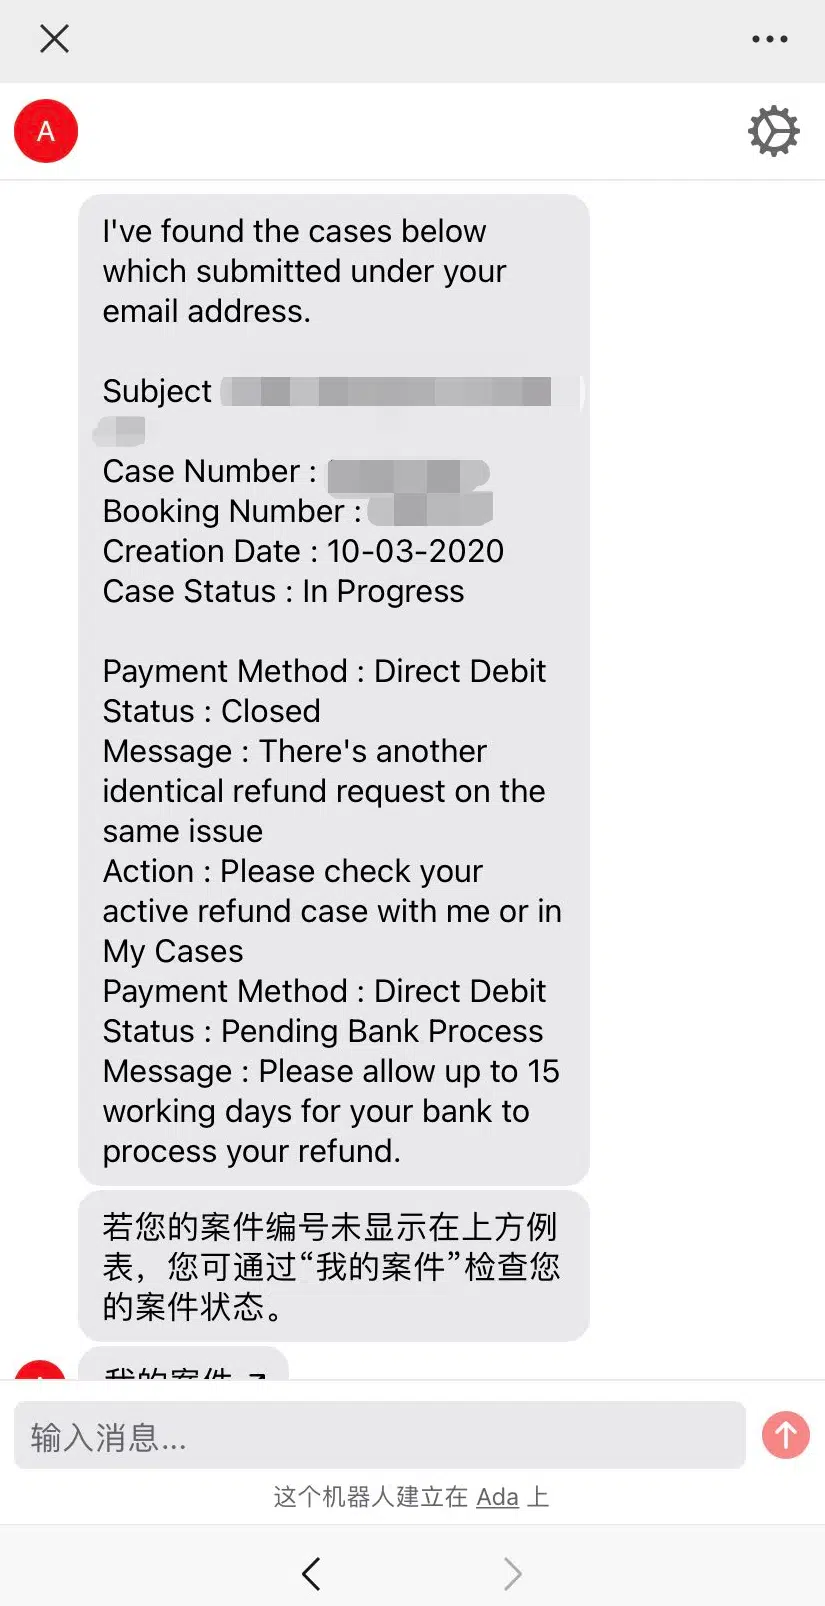 A
I've found the cases below
which submitted under your
email address.
Subject
Case Number :
Booking Number :
Creation Date : 10-03-2020
Case Status : In Progress
Payment Method : Direct Debit
Status : Closed
Message : There's another
identical refund request on the
same issue
Action : Please check your
active refund case with me or in
My Cases
Payment Method : Direct Debit
Status : Pending Bank Process
Message : Please allow up to 15
working days for your bank to
process your refund.
若您的案件编号未显示在上方例
表，您可通过“我的案件”检查您
的案件状态。
我的案件
输入消息...
这个机器人建立在 Ada 上